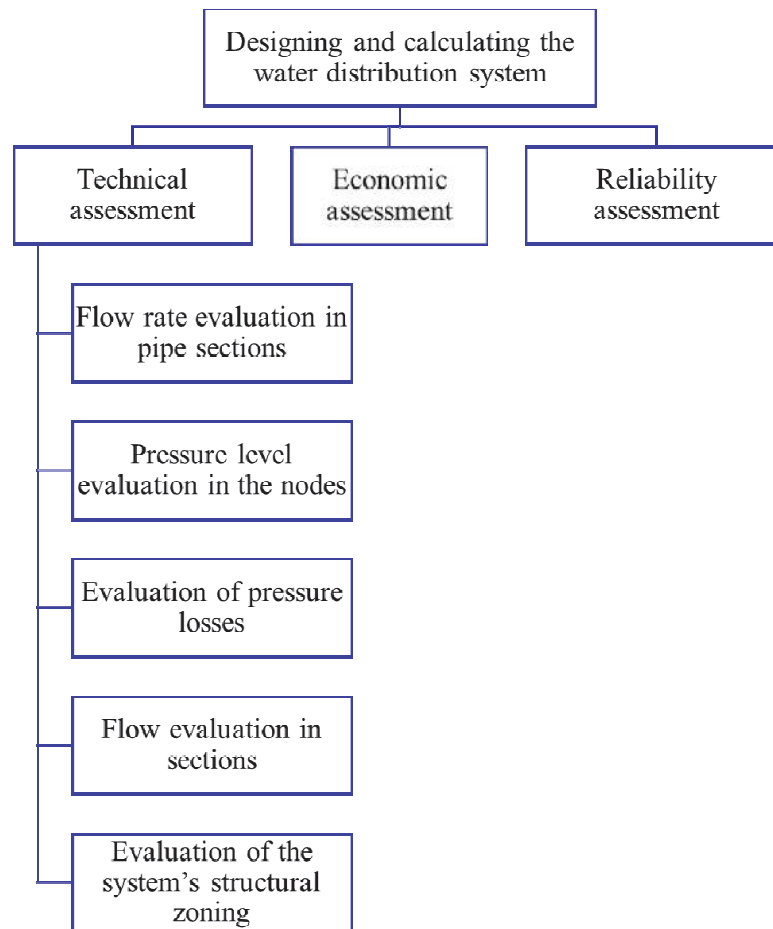 Designing and calculating the
water distribution system
Technical
assessment
Economic
assessment
Reliability
assessment
Flow rate evaluation in
pipe sections
Pressure level
evaluation in the nodes
Evaluation of pressure
losses
Flow evaluation in
sections
Evaluation of the
system’s structural
zoning